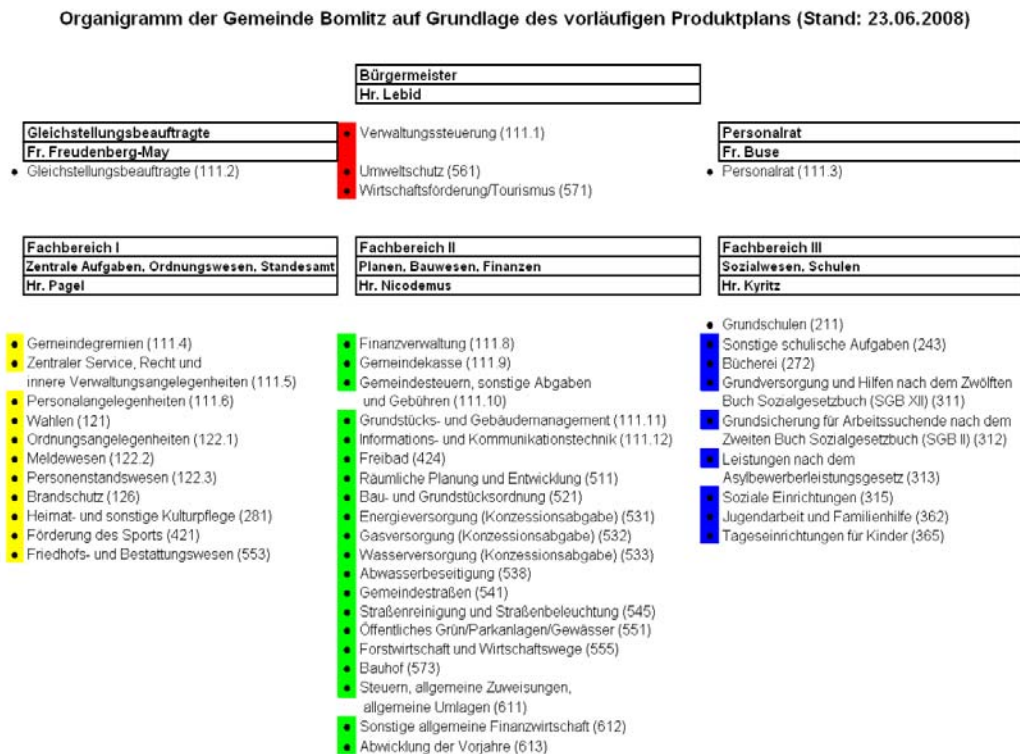 Organigramm der Gemeinde Bomlitz auf Grundlage des vorläufigen Produktplans (Stand: 23.06.2008)
Bürgermeister
Hr. Lebid
Gleichstellungsbeauftragte
Fr. Freudenberg-May
• Gleichstellungsbeauftragte (111.2)
• Verwaltungssteuerung (111.1)
• Umweltschutz (561)
• Wirtschaftsförderung/Tourismus (571)
Personalrat
Fr. Buse
• Personalrat (111.3)
Fachbereich I
Zentrale Aufgaben, Ordnungswesen, Standesamt
Hr. Pagel
• Gemeindegremien (111.4)
• Zentraler Service, Recht und
innere Verwaltungsangelegenheiten (111.5)
• Personalangelegenheiten (111.6)
• Wahlen (121)
• Ordnungsangelegenheiten (122.1)
• Meldewesen (122.2)
• Personenstandswesen (122.3)
• Brandschutz (126)
• Heimat- und sonstige Kulturpflege (281)
• Förderung des Sports (421)
• Friedhofs- und Bestattungswesen (553)
Fachbereich II
Planen, Bauwesen, Finanzen
Hr. Nicodemus
• Finanzverwaltung (111.8)
• Gemeindekasse (111.9)
• Gemeindesteuern, sonstige Abgaben
und Gebühren (111.10)
• Grundstücks- und Gebäudemanagement (111.11)
• Informations- und Kommunikationstechnik (111.12)
• Freibad (424)
• Räumliche Planung und Entwicklung (511)
• Bau- und Grundstücksordnung (521)
• Energieversorgung (Konzessionsabgabe) (531)
• Gasversorgung (Konzessionsabgabe) (532)
• Wasserversorgung (Konzessionsabgabe) (533)
• Abwasserbeseitigung (538)
• Gemeindestraßen (541)
• Straßenreinigung und Straßenbeleuchtung (545)
• Öffentliches Grün/Parkanlagen/Gewässer (551)
• Forstwirtschaft und Wirtschaftswege (555)
• Bauhof (573)
• Steuern, allgemeine Zuweisungen,
allgemeine Umlagen (611)
• Sonstige allgemeine Finanzwirtschaft (612)
• Abwicklung der Vorjahre (613)
Fachbereich III
Sozialwesen, Schulen
Hr. Kyritz
• Grundschulen (211)
• Sonstige schulische Aufgaben (243)
• Bücherei (272)
• Grundversorgung und Hilfen nach dem Zwölften
Buch Sozialgesetzbuch (SGB XII) (311)
• Grundsicherung für Arbeitssuchende nach dem
Zweiten Buch Sozialgesetzbuch (SGB II) (312)
• Leistungen nach dem
Asylbewerberleistungsgesetz (313)
• Soziale Einrichtungen (315)
• Jugendarbeit und Familienhilfe (362)
• Tageseinrichtungen für Kinder (365)